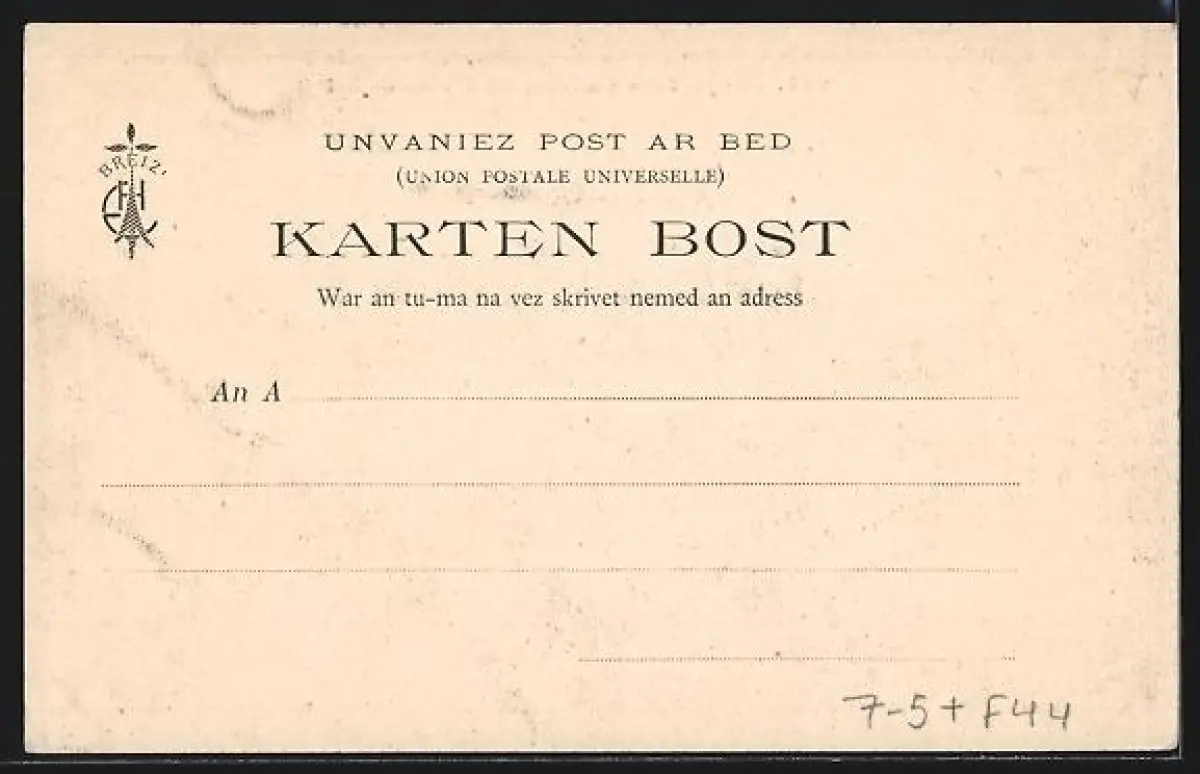 BREIZ'
UNVANIEZ POST AR BED
(UNION POSTALE UNIVERSELLE)
KARTEN BOST
War an tu-ma na vez skrivet nemed an adress
An A
7-5+ F44